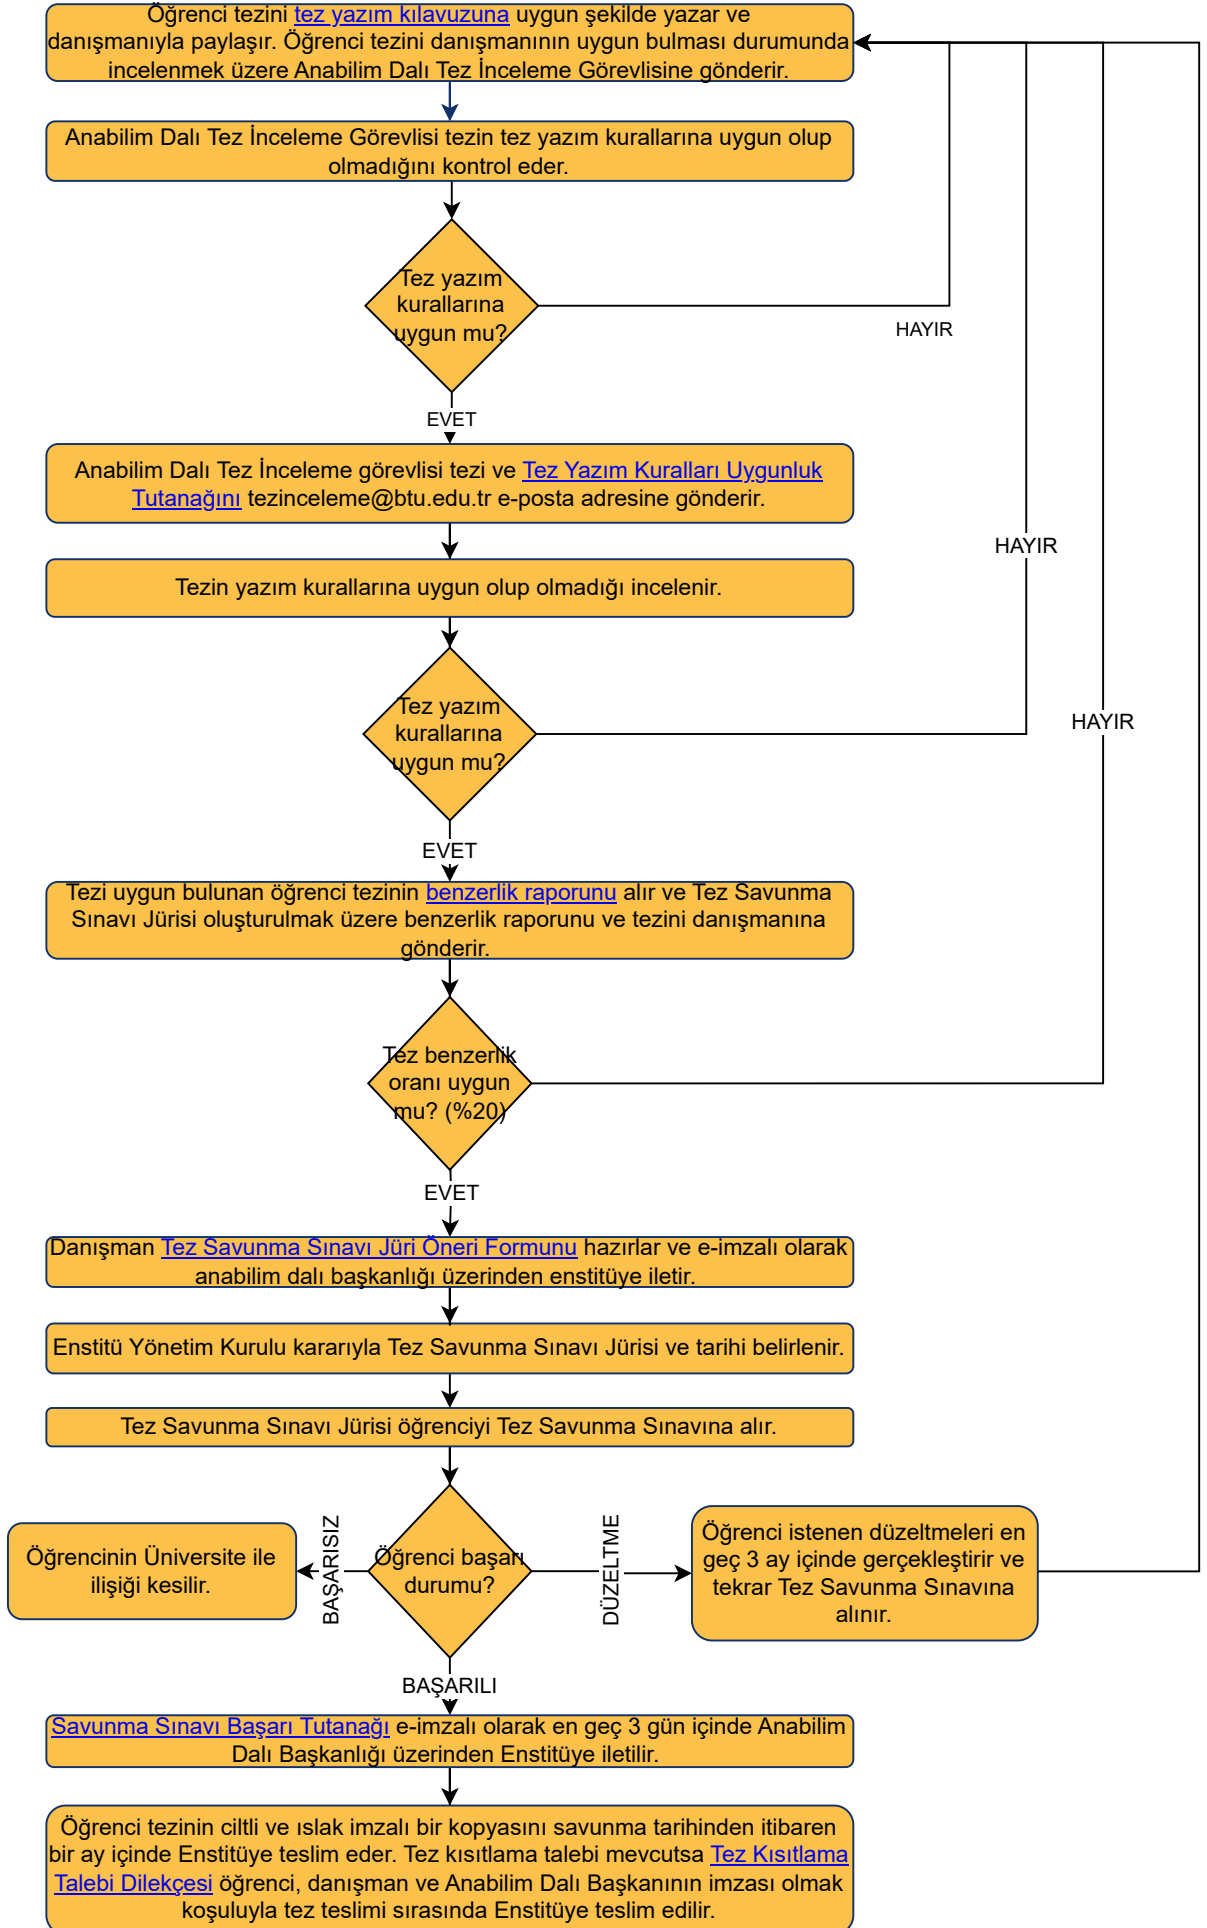 Öğrenci tezini tez yazım kılavuzuna uygun şekilde yazar ve
danışmanıyla paylaşır. Öğrenci tezini danışmanının uygun bulması durumunda
incelenmek üzere Anabilim Dalı Tez İnceleme Görevlisine gönderir.
Anabilim Dalı Tez İnceleme Görevlisi tezin tez yazım kurallarına uygun olup
olmadığını kontrol eder.
Tez yazım
kurallarına
uygun mu?
HAYIR
EVET
Anabilim Dalı Tez İnceleme görevlisi tezi ve Tez Yazım Kuralları Uygunluk
Tutanağını tezinceleme@btu.edu.tr e-posta adresine gönderir.
HAYIR
Tezin yazım kurallarına uygun olup olmadığı incelenir.
Tez yazım
kurallarına
uygun mu?
HAYIR
EVET
Tezi uygun bulunan öğrenci tezinin benzerlik raporunu alır ve Tez Savunma
Sınavı Jürisi oluşturulmak üzere benzerlik raporunu ve tezini danışmanına
gönderir.
Tez benzerlik
oranı uygun
mu? (%20)
EVET
Danışman Tez Savunma Sınavı Jüri Öneri Formunu hazırlar ve e-imzalı olarak
anabilim dalı başkanlığı üzerinden enstitüye iletir.
Enstitü Yönetim Kurulu kararıyla Tez Savunma Sınavı Jürisi ve tarihi belirlenir.
Tez Savunma Sınavı Jürisi öğrenciyi Tez Savunma Sınavına alır.
Öğrencinin Üniversite ile
ilişiği kesilir.
BAŞARISIZ
Öğrenci başarı
durumu?
DÜZELTME
Öğrenci istenen düzeltmeleri en
geç 3 ay içinde gerçekleştirir ve
tekrar Tez Savunma Sınavına
alınır.
BAŞARILI
Savunma Sınavı Başarı Tutanağı e-imzalı olarak en geç 3 gün içinde Anabilim
Dalı Başkanlığı üzerinden Enstitüye iletilir.
Öğrenci tezinin ciltli ve ıslak imzalı bir kopyasını savunma tarihinden itibaren
bir ay içinde Enstitüye teslim eder. Tez kısıtlama talebi mevcutsa Tez Kısıtlama
Talebi Dilekçesi öğrenci, danışman ve Anabilim Dalı Başkanının imzası olmak
koşuluyla tez teslimi sırasında Enstitüye teslim edilir.